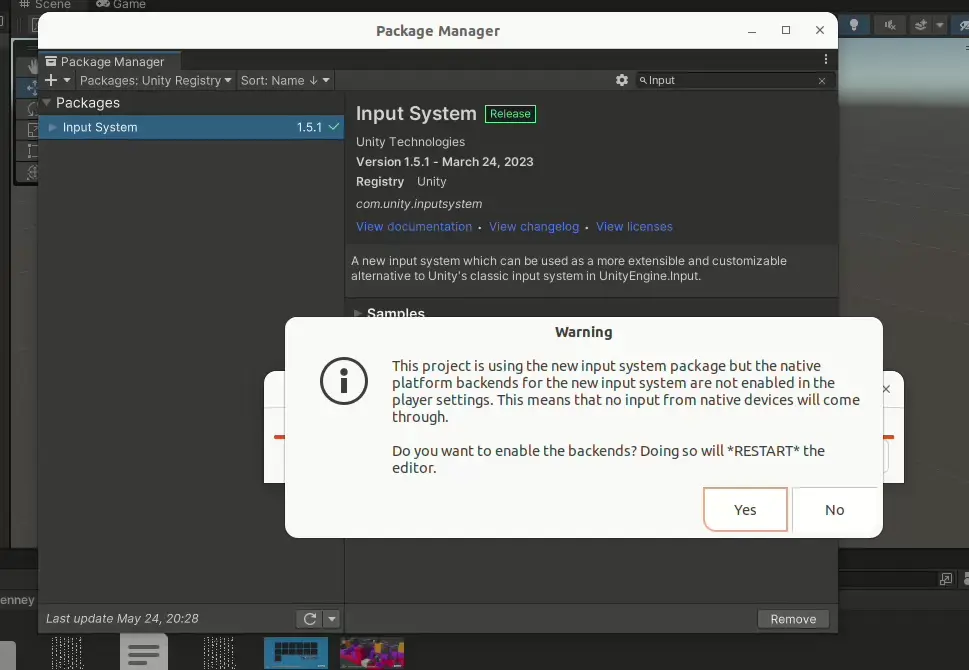 Scene
Game
Package Manager
Package Manager
Packages: Unity Registry
Sort: Name ↓
Input
Packages
Input System
1.5.1
Input System
Release
Unity Technologies
Version 1.5.1 - March 24, 2023
Registry Unity
com.unity.inputsystem
View documentation • View changelog • View licenses
A new input system which can be used as a more extensible and customizable
alternative to Unity's classic input system in UnityEngine.Input.
Samples
Warning
This project is using the new input system package but the native
platform backends for the new input system are not enabled in the
player settings. This means that no input from native devices will come
through.
Do you want to enable the backends? Doing so will *RESTART* the
editor.
Yes
No
enney
Last update May 24, 20:28
Remove